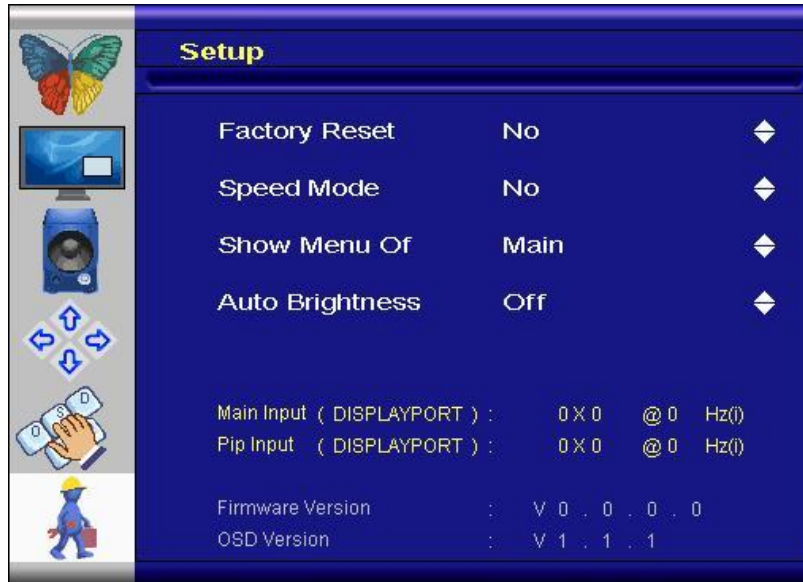 Setup
Factory Reset No
Speed Mode No
Show Menu Of Main
Auto Brightness Off
Main Input ( DISPLAYPORT ) : 0 X 0 @ 0 Hz(i)
Pip Input ( DISPLAYPORT ) : 0 X 0 @ 0 Hz(i)
Firmware Version : V 0 . 0 . 0 . 0
OSD Version : V 1 . 1 . 1
O S D